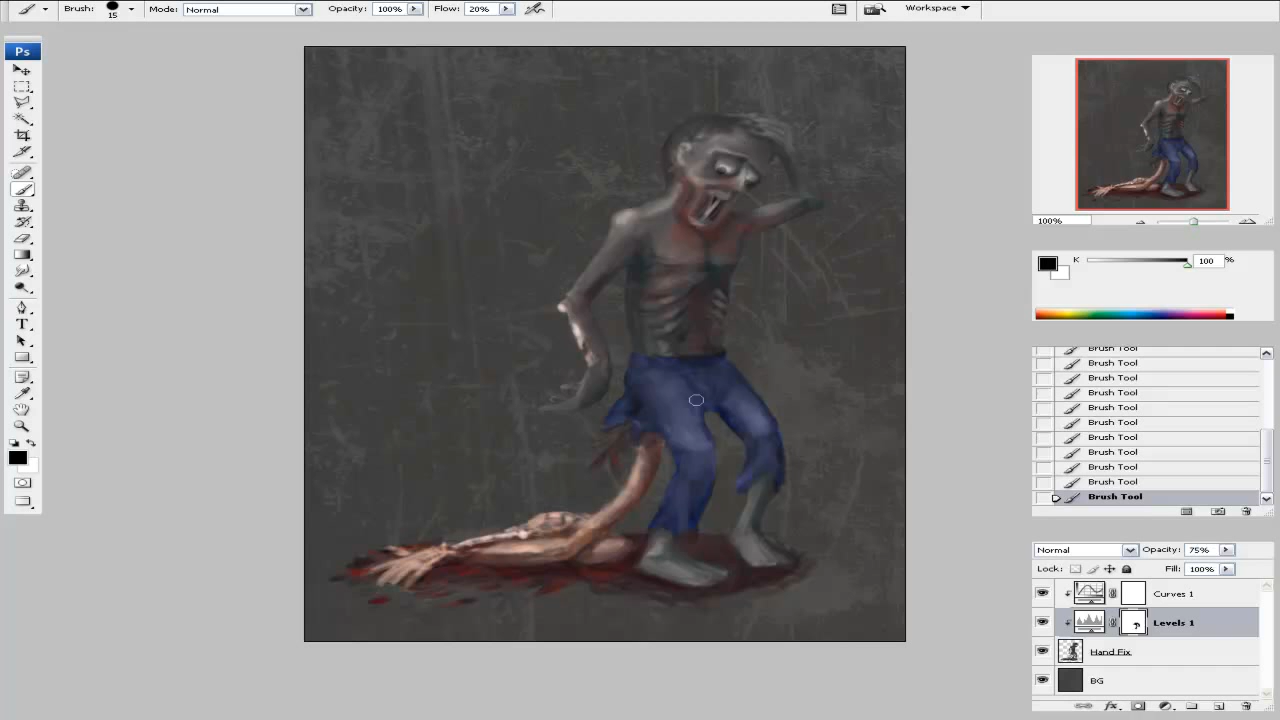 Brush: 15 Mode: Normal Opacity: 100% Flow: 20% Workspace
Ps
T
100%
K 100 %
Brush Tool
Brush Tool
Brush Tool
Brush Tool
Brush Tool
Brush Tool
Brush Tool
Brush Tool
Brush Tool
Brush Tool
Brush Tool
Normal Opacity: 75%
Lock: Fill: 100%
Curves 1
Levels 1
Hand Fix
BG
fx